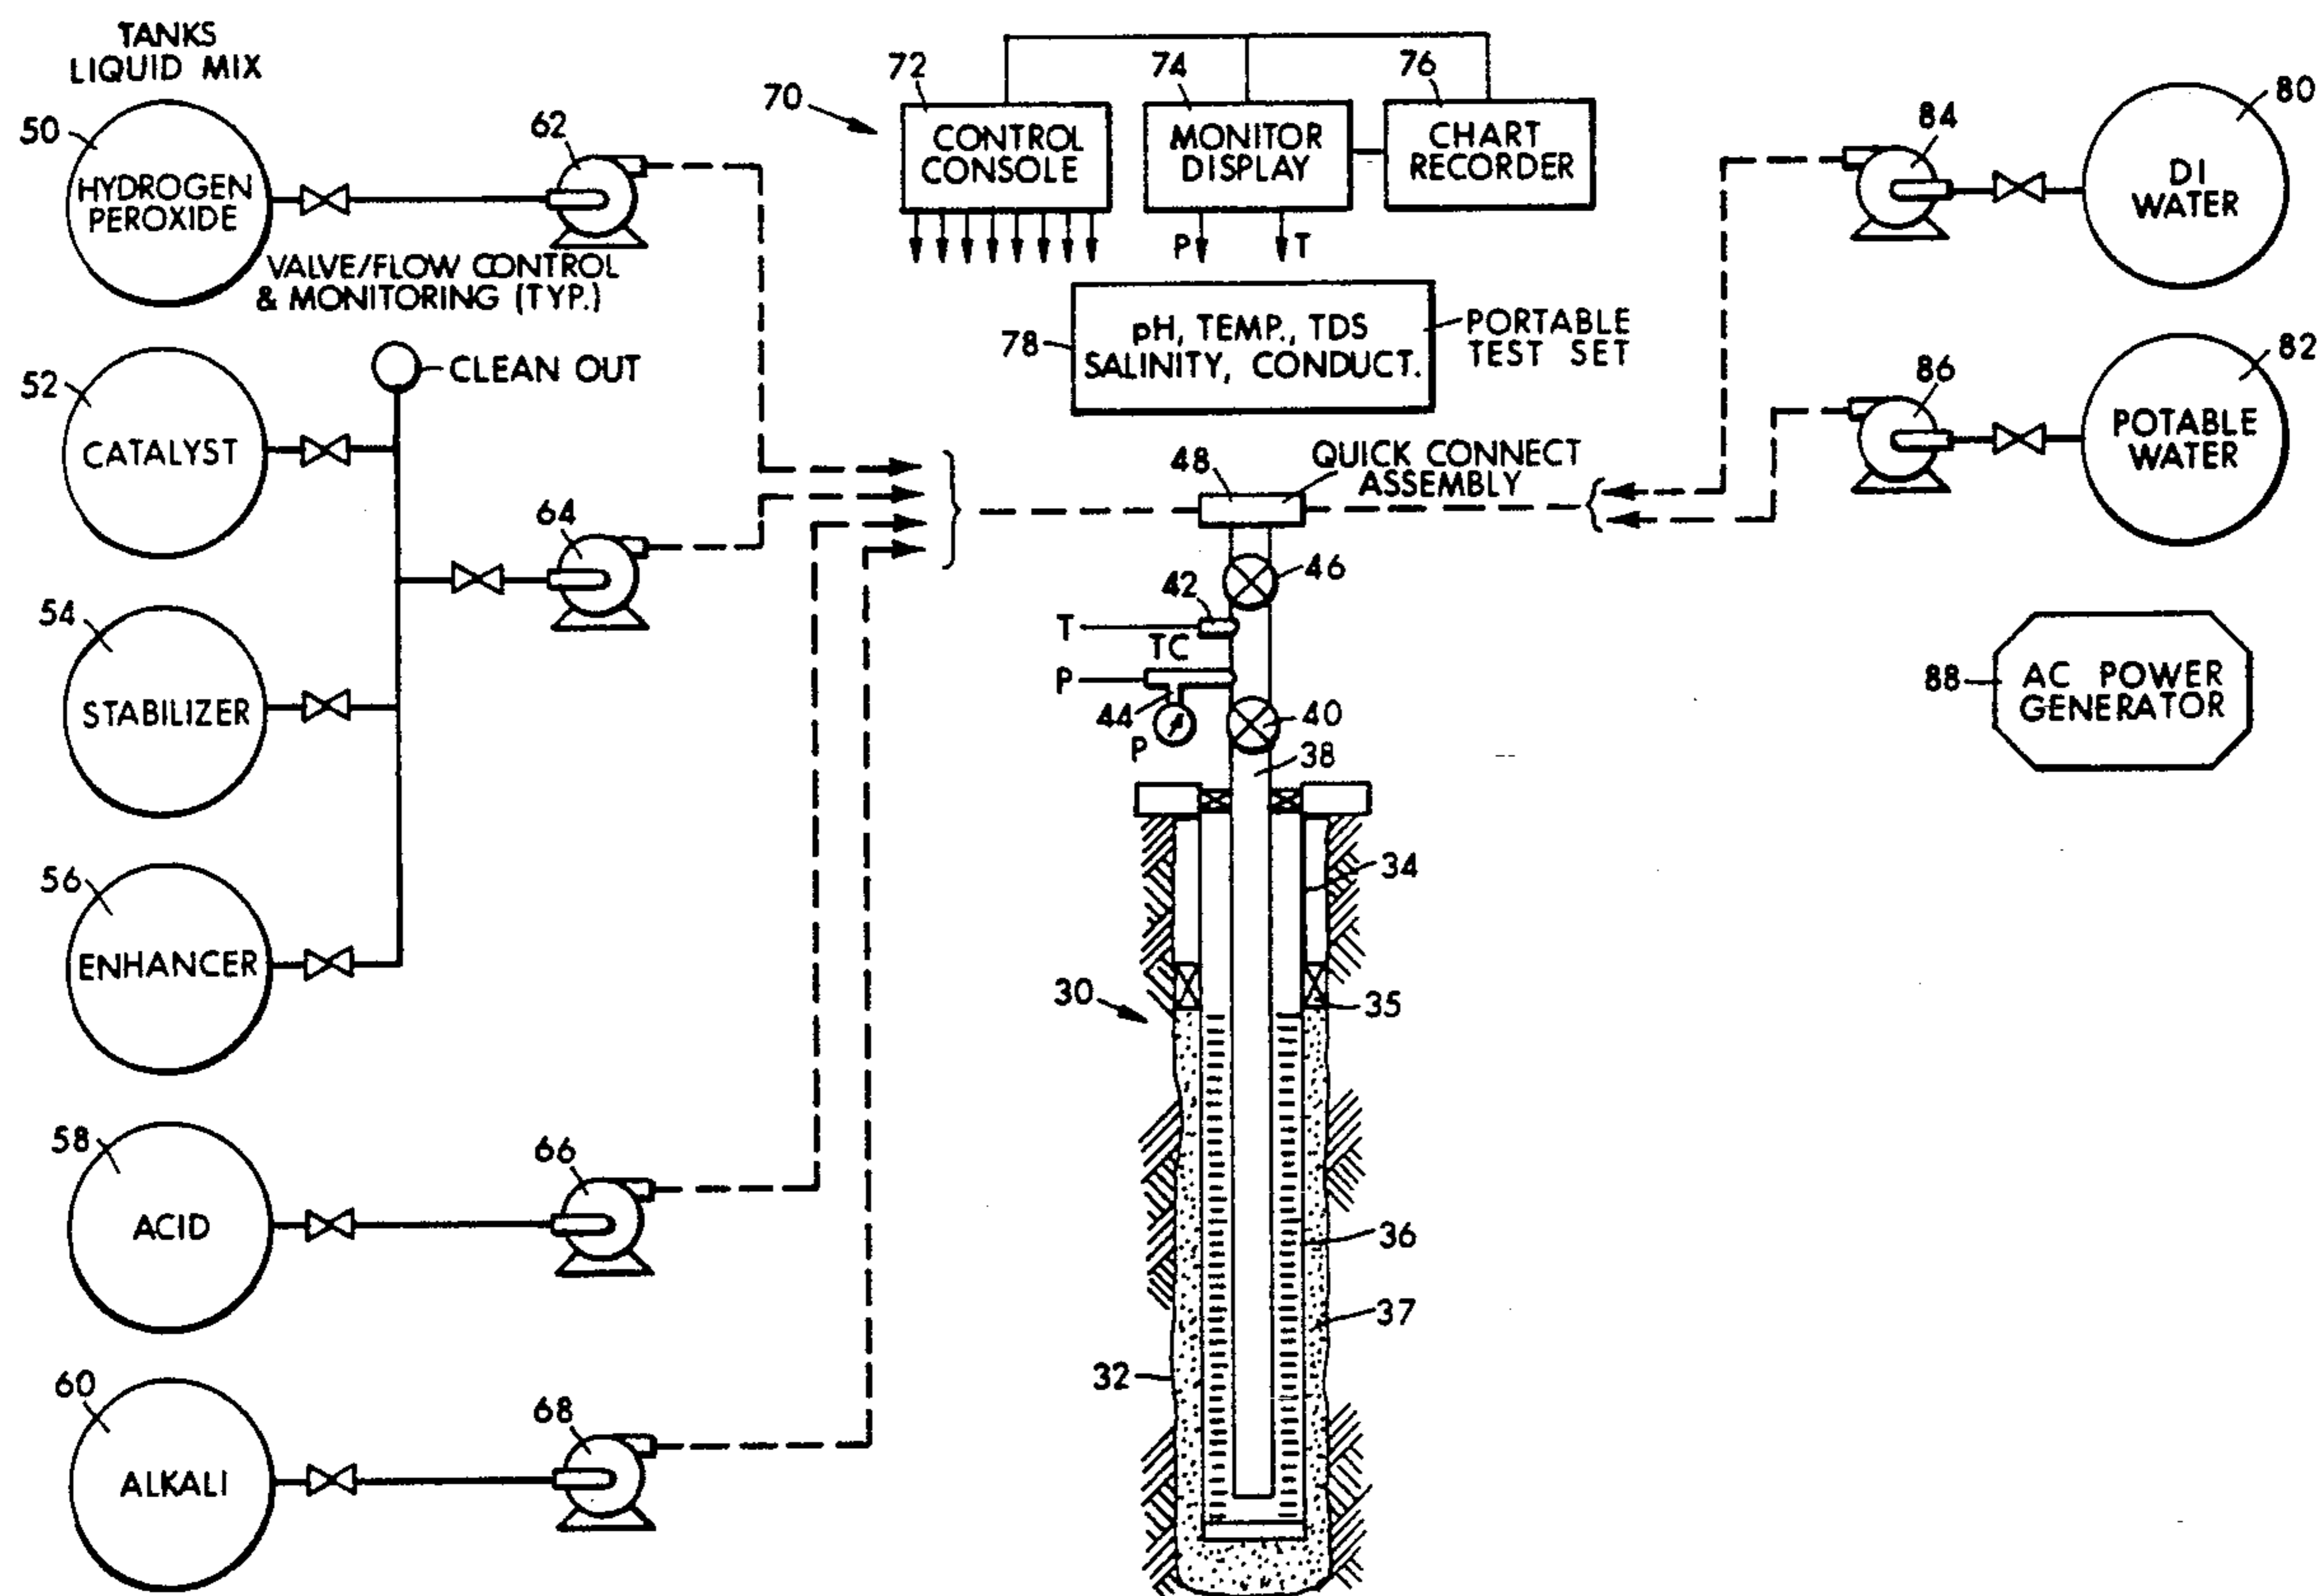 TANKS
LIQUID MIX
50
HYDROGEN
PEROXIDE
62
VALVE/FLOW CONTROL
& MONITORING (TYP.)
52
CATALYST
CLEAN OUT
64
54
STABILIZER
56
ENHANCER
58
ACID
66
60
ALKALI
68
70
72
CONTROL
CONSOLE
74
MONITOR
DISPLAY
76
CHART
RECORDER
P
T
78
pH, TEMP., TDS
SALINITY, CONDUCT.
PORTABLE
TEST SET
48
QUICK CONNECT
ASSEMBLY
46
42
T
TC
P
44
P
40
38
34
30
35
36
37
32
80
84
DI
WATER
82
86
POTABLE
WATER
88
AC POWER
GENERATOR